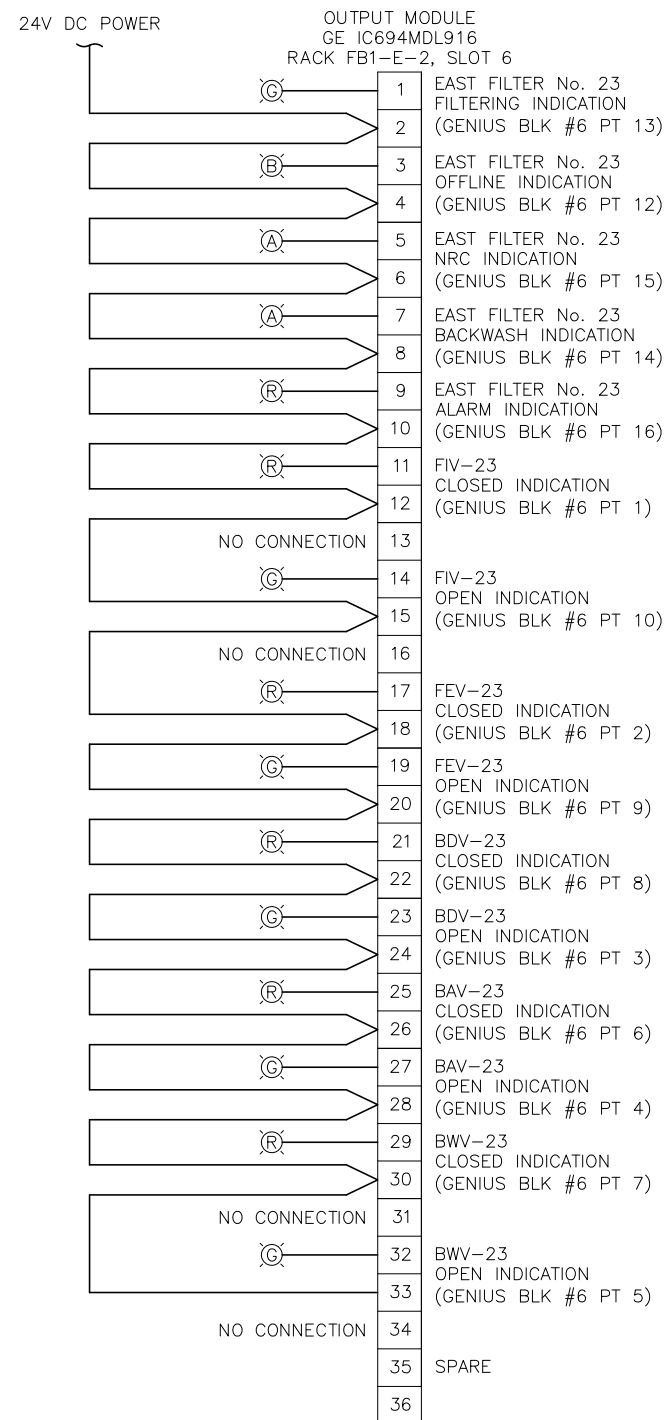 24V DC POWER
OUTPUT MODULE
GE IC694MDL916
RACK FB1-E-2, SLOT 6
G 1 EAST FILTER No. 23
FILTERING INDICATION
2 (GENIUS BLK #6 PT 13)
B 3 EAST FILTER No. 23
OFFLINE INDICATION
4 (GENIUS BLK #6 PT 12)
A 5 EAST FILTER No. 23
NRC INDICATION
6 (GENIUS BLK #6 PT 15)
A 7 EAST FILTER No. 23
BACKWASH INDICATION
8 (GENIUS BLK #6 PT 14)
R 9 EAST FILTER No. 23
ALARM INDICATION
10 (GENIUS BLK #6 PT 16)
R 11 FIV-23
CLOSED INDICATION
12 (GENIUS BLK #6 PT 1)
NO CONNECTION 13
G 14 FIV-23
OPEN INDICATION
15 (GENIUS BLK #6 PT 10)
NO CONNECTION 16
R 17 FEV-23
CLOSED INDICATION
18 (GENIUS BLK #6 PT 2)
G 19 FEV-23
OPEN INDICATION
20 (GENIUS BLK #6 PT 9)
R 21 BDV-23
CLOSED INDICATION
22 (GENIUS BLK #6 PT 8)
G 23 BDV-23
OPEN INDICATION
24 (GENIUS BLK #6 PT 3)
R 25 BAV-23
CLOSED INDICATION
26 (GENIUS BLK #6 PT 6)
G 27 BAV-23
OPEN INDICATION
28 (GENIUS BLK #6 PT 4)
R 29 BWV-23
CLOSED INDICATION
30 (GENIUS BLK #6 PT 7)
NO CONNECTION 31
G 32 BWV-23
OPEN INDICATION
33 (GENIUS BLK #6 PT 5)
NO CONNECTION 34
35 SPARE
36